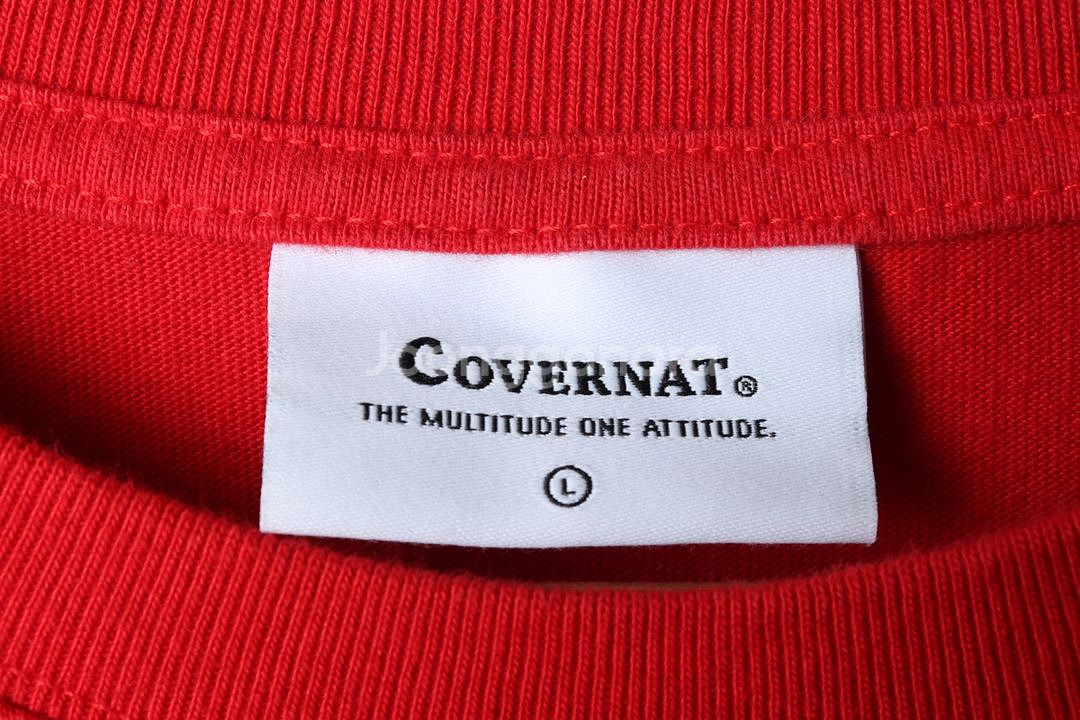 COVERNAT®
THE MULTITUDE ONE ATTITUDE.
L